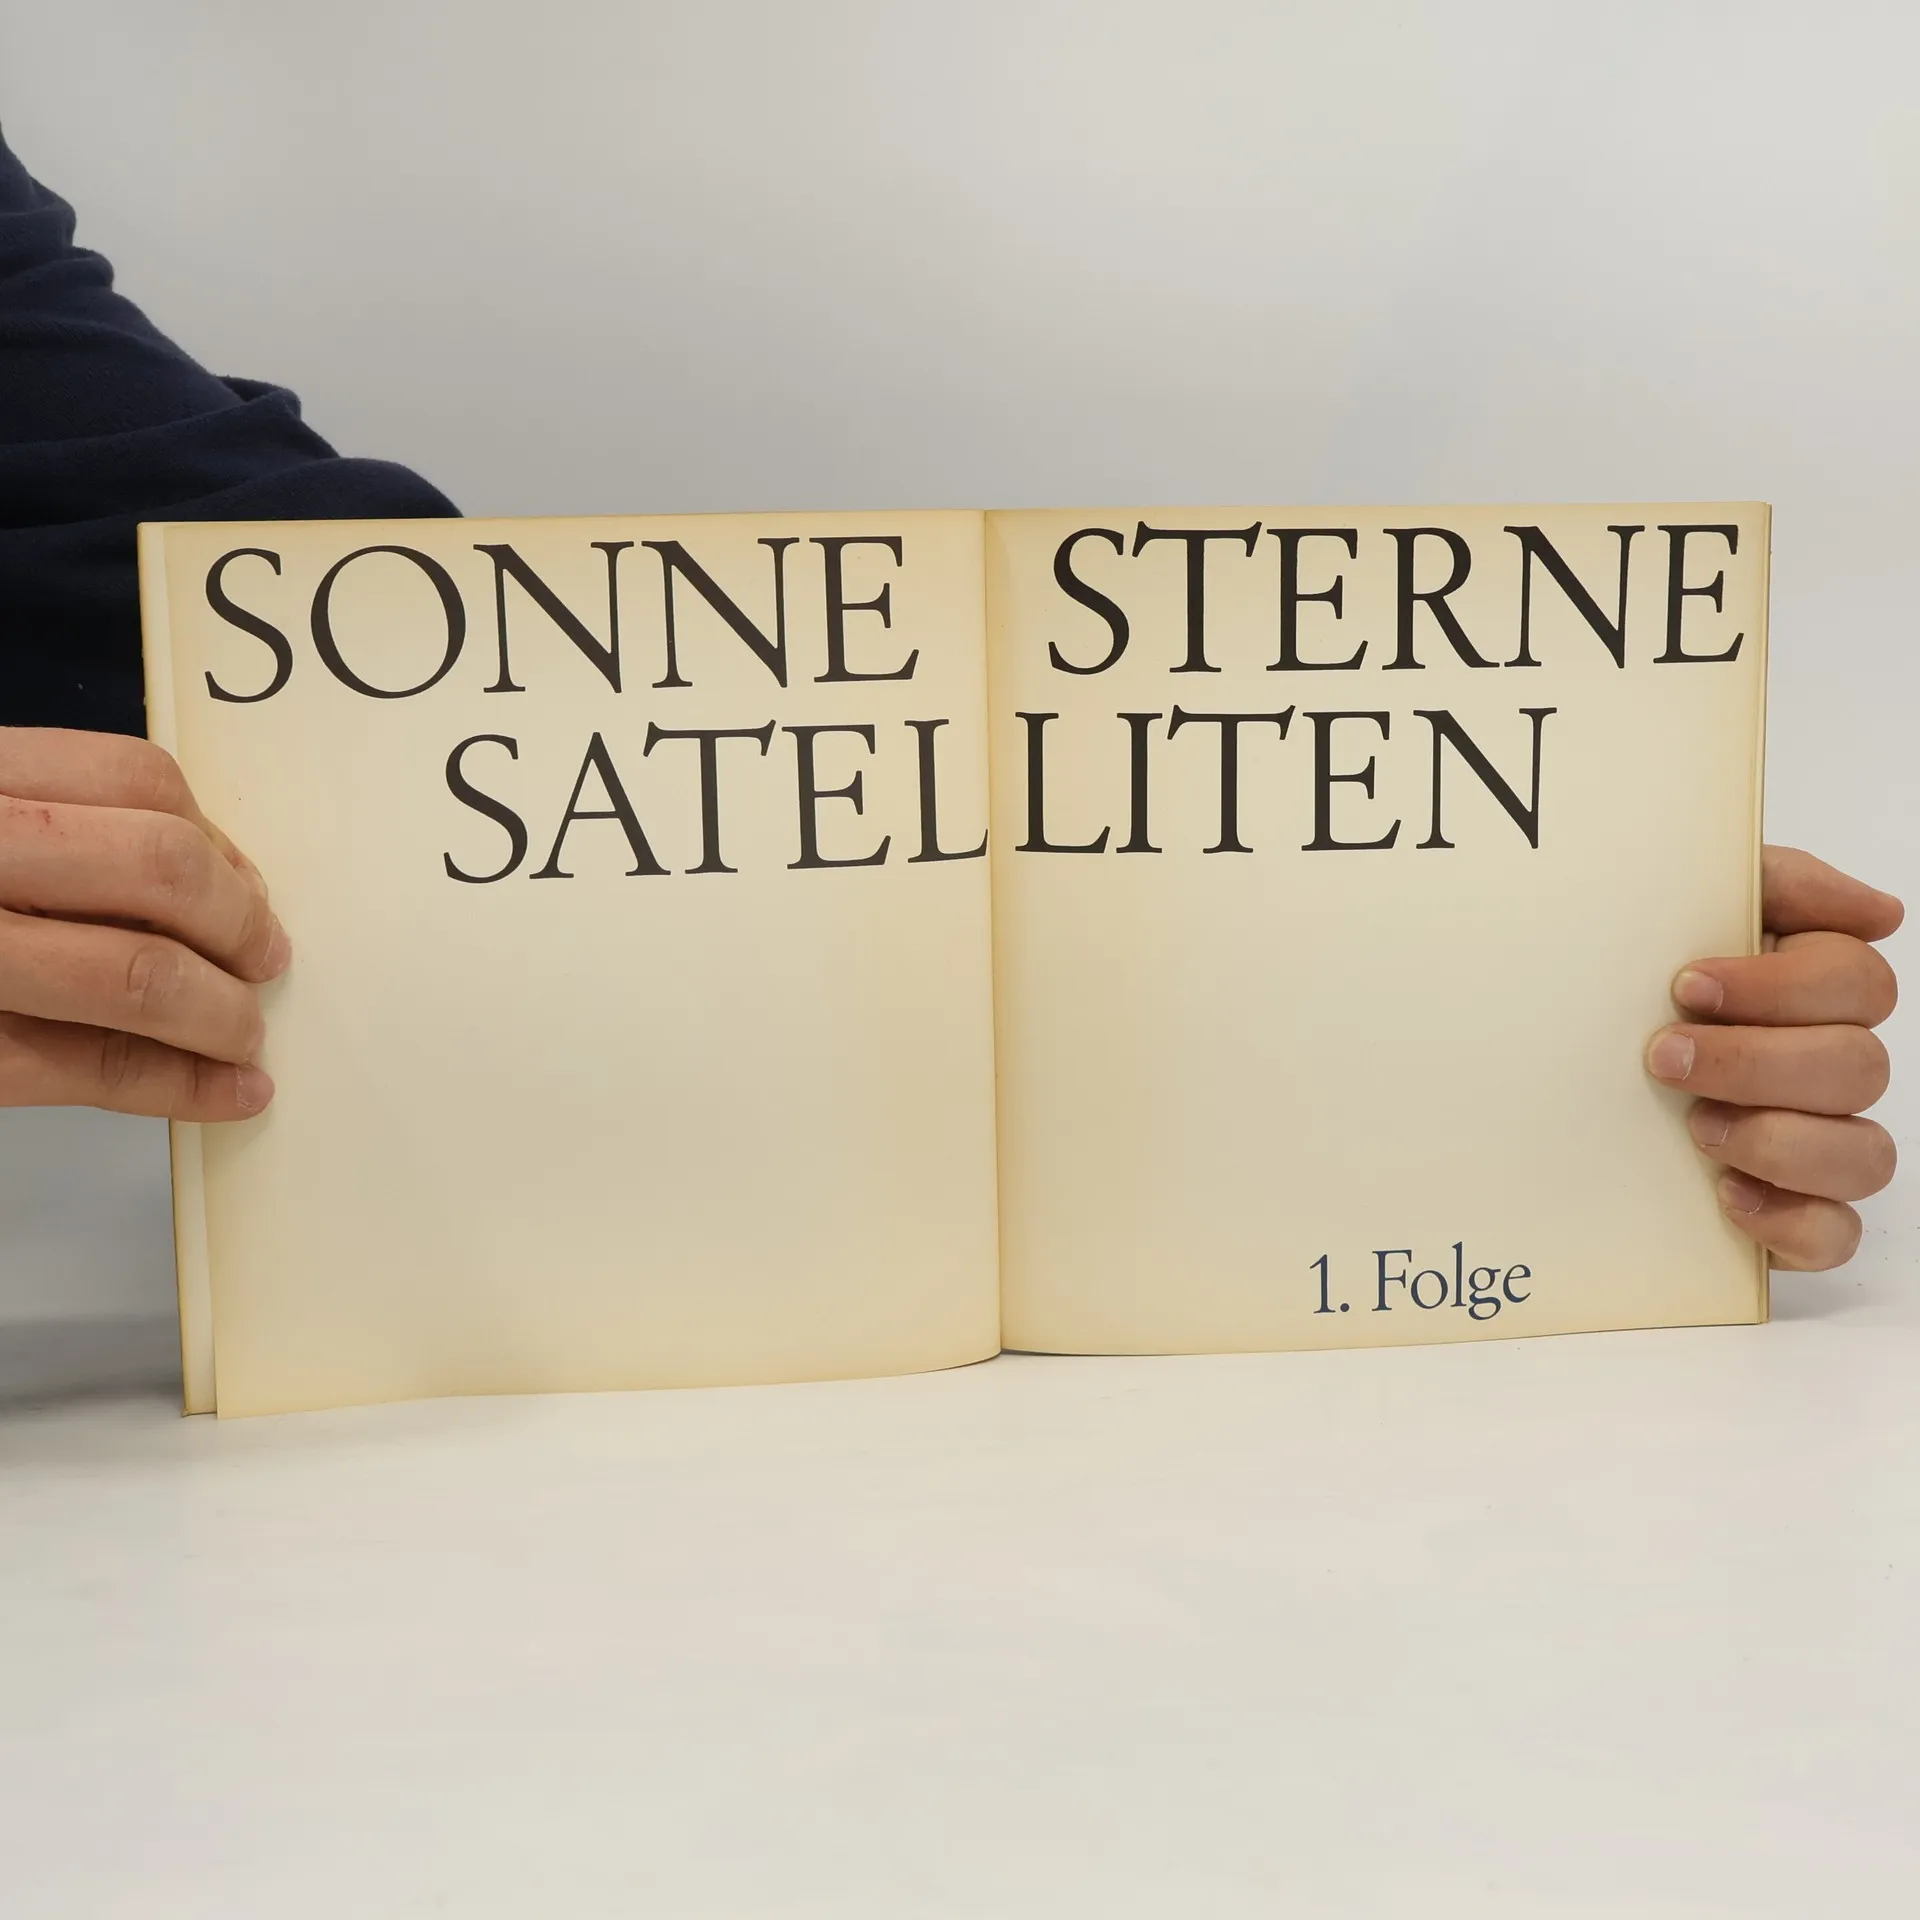 SONNE STERNE
SATELLITEN
1. Folge